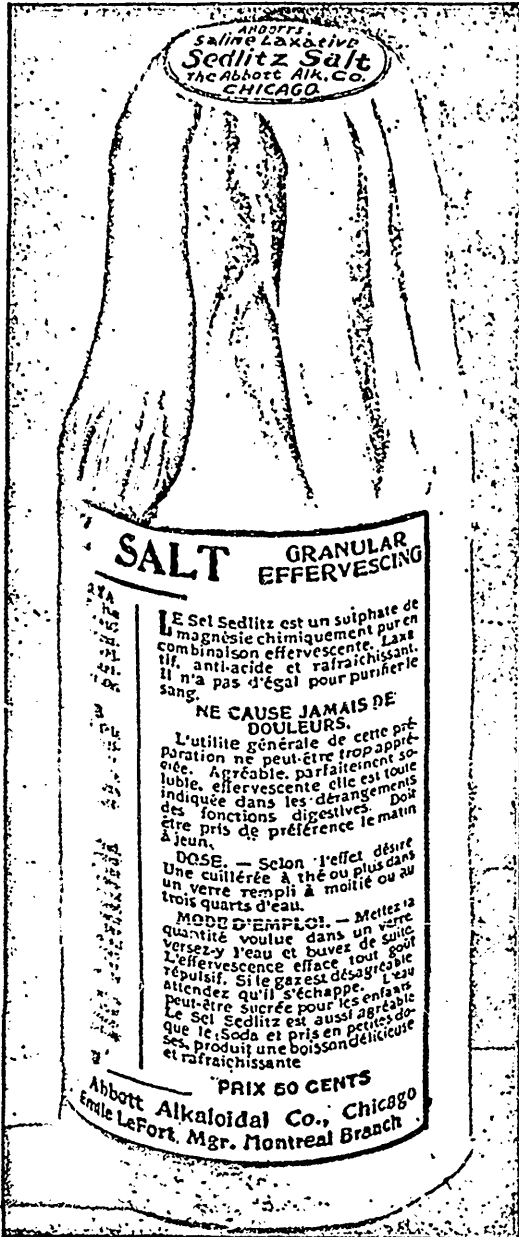 ABBOTTS
Saline Laxative
Sedlitz Salt
The Abbott Alk. Co.
CHICAGO
SALT
GRANULAR
EFFERVESCING
LE Sel Sedlitz est un sulphate de
magnèsie chimiquement pur en
combinaison effervescente. Laxa
tif, anti-acide et rafraichissant.
Il n'a pas d'égal pour purifier le
sang.
NE CAUSE JAMAIS DE
DOULEURS.
L'utilite générale de cette pré-
paration ne peut-être trop appré-
ciée. Agréable, parfaitement so-
luble, effervescente elle est toute
indiquée dans les dérangements
des fonctions digestives. Doit
être pris de préférence le matin
à jeun.
DOSE. — Selon l'effet désiré
Une cuillérée à thé ou plus dans
un verre rempli à moitié ou au
trois quarts d'eau.
MODE D'EMPLOI. — Mettez la
quantité voulue dans un verre
versez-y l'eau et buvez de suite
L'effervescence efface tout goût
répulsif. Si le gaz est désagréable
attendez qu'il s'échappe. L'eau
peut-être sucrée pour les enfants
Le Sel Sedlitz est aussi agréable
que le Soda et pris en petites do-
ses, produit une boisson délicieuse
et rafraichissante
PRIX 50 CENTS
Abbott Alkaloidal Co., Chicago
Emile LeFort, Mgr. Montreal Branch